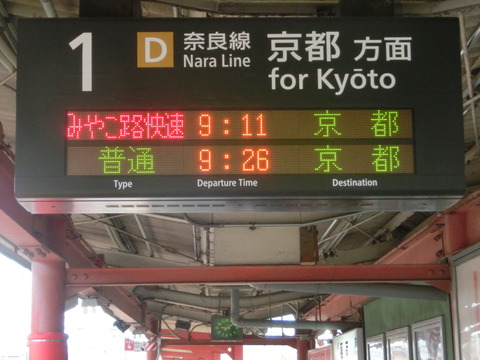 1 D 奈良線 京都 方面
Nara Line for Kyōto
みやこ路快速 9:11 京都
普通 9:26 京都
Type Departure Time Destination